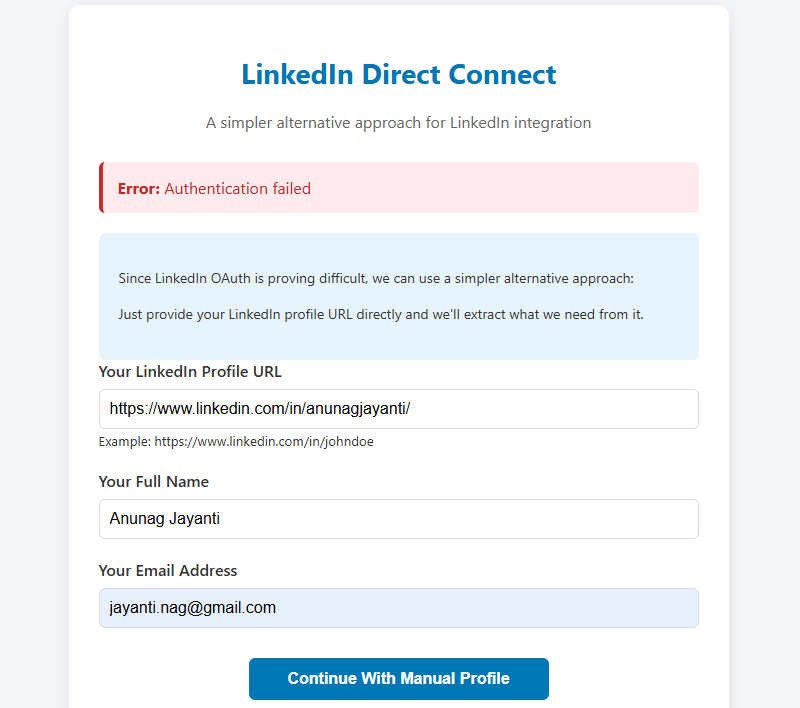 LinkedIn Direct Connect
A simpler alternative approach for LinkedIn integration
Error: Authentication failed
Since LinkedIn OAuth is proving difficult, we can use a simpler alternative approach:
Just provide your LinkedIn profile URL directly and we'll extract what we need from it.
Your LinkedIn Profile URL
https://www.linkedin.com/in/anunagjayanti/
Example: https://www.linkedin.com/in/johndoe
Your Full Name
Anunag Jayanti
Your Email Address
jayanti.nag@gmail.com
Continue With Manual Profile